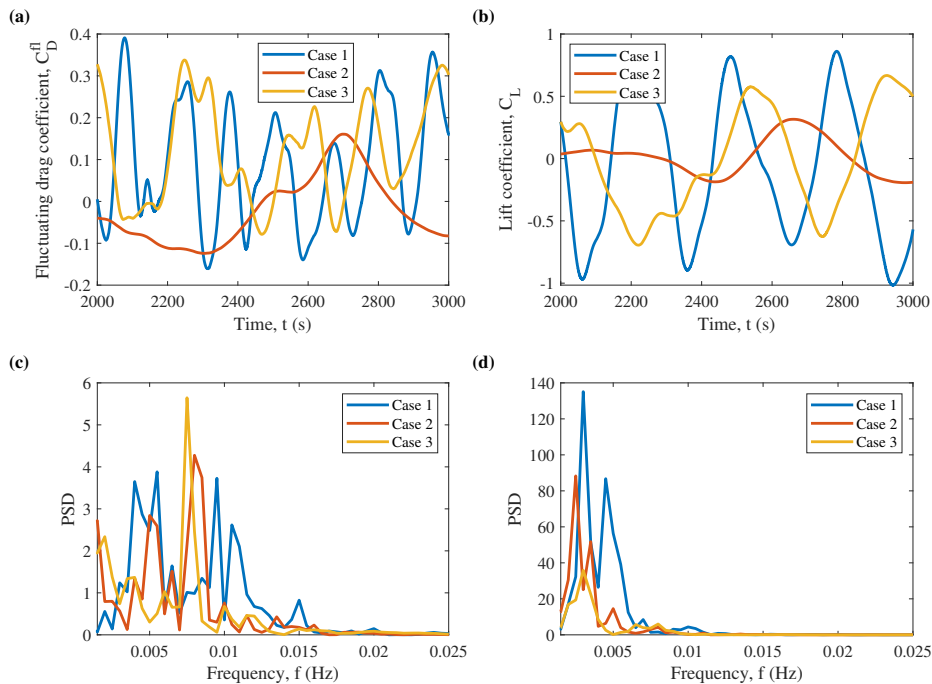 (a)
Fluctuating drag coefficient, C_D^fl
0.4
0.3
0.2
0.1
0
-0.1
-0.2
Case 1
Case 2
Case 3
2000
2200
2400
2600
2800
3000
Time, t (s)
(b)
Lift coefficient, C_L
1
0.5
0
-0.5
-1
Case 1
Case 2
Case 3
2000
2200
2400
2600
2800
3000
Time, t (s)
(c)
PSD
6
5
4
3
2
1
0
Case 1
Case 2
Case 3
0.005
0.01
0.015
0.02
0.025
Frequency, f (Hz)
(d)
PSD
140
120
100
80
60
40
20
0
Case 1
Case 2
Case 3
0.005
0.01
0.015
0.02
0.025
Frequency, f (Hz)